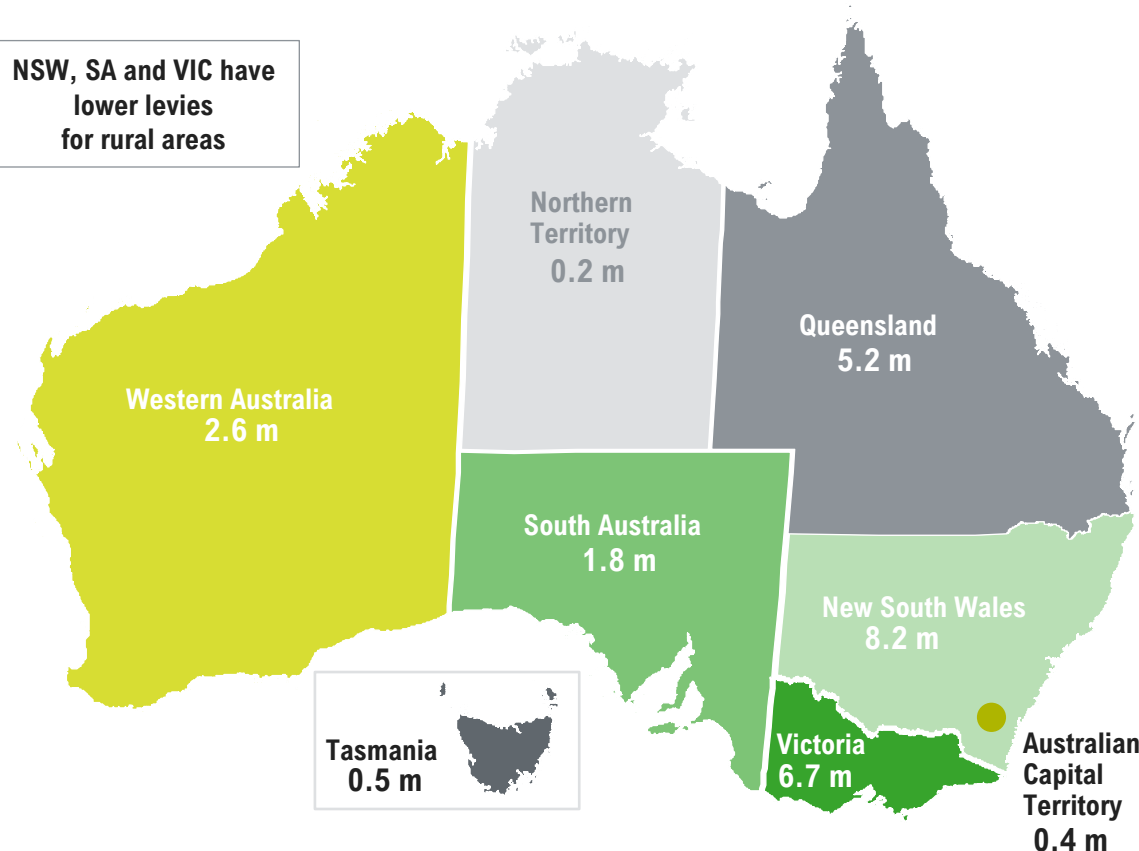 NSW, SA and VIC have
lower levies
for rural areas
Northern
Territory
0.2 m
Queensland
5.2 m
Western Australia
2.6 m
South Australia
1.8 m
New South Wales
8.2 m
Tasmania
0.5 m
Victoria
6.7 m
Australian
Capital
Territory
0.4 m